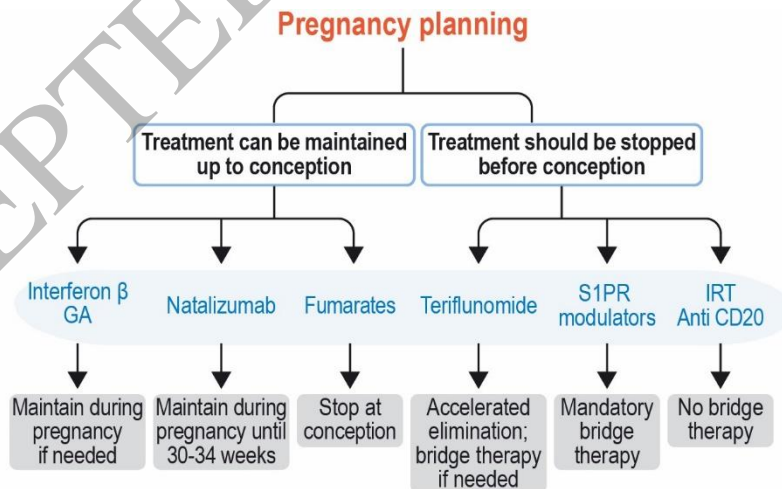 Pregnancy planning
Treatment can be maintained
up to conception
Treatment should be stopped
before conception
Interferon β
GA
Natalizumab
Fumarates
Teriflunomide
S1PR
modulators
IRT
Anti CD20
Maintain during
pregnancy
if needed
Maintain during
pregnancy until
30-34 weeks
Stop at
conception
Accelerated
elimination;
bridge therapy
if needed
Mandatory
bridge
therapy
No bridge
therapy